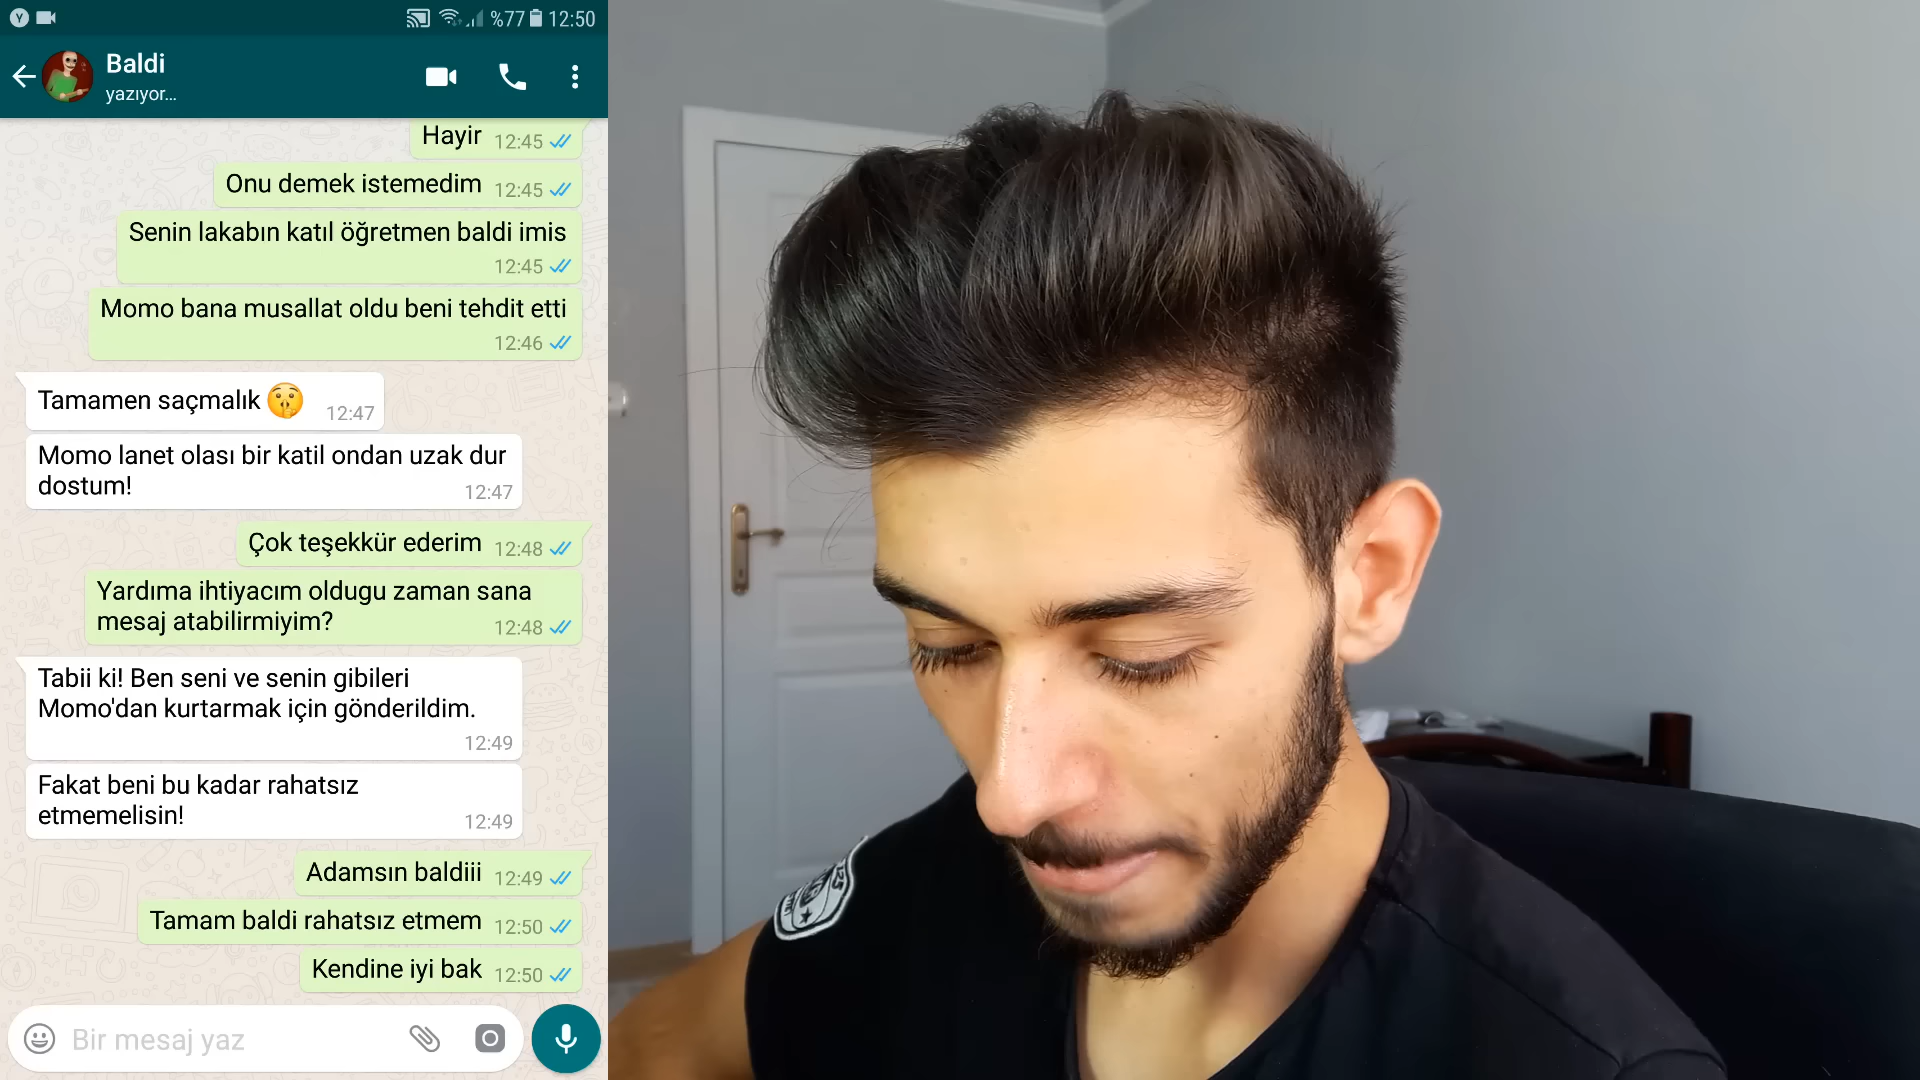 %77 12:50
Baldi
yazıyor...
Hayir 12:45
Onu demek istemedim 12:45
Senin lakabın katıl öğretmen baldi imis
12:45
Momo bana musallat oldu beni tehdit etti
12:46
Tamamen saçmalık 🤫 12:47
Momo lanet olası bir katil ondan uzak dur
dostum! 12:47
Çok teşekkür ederim 12:48
Yardıma ihtiyacım oldugu zaman sana
mesaj atabilirmiyim? 12:48
Tabii ki! Ben seni ve senin gibileri
Momo'dan kurtarmak için gönderildim.
12:49
Fakat beni bu kadar rahatsız
etmemelisin! 12:49
Adamsın baldiii 12:49
Tamam baldi rahatsız etmem 12:50
Kendine iyi bak 12:50
Bir mesaj yaz